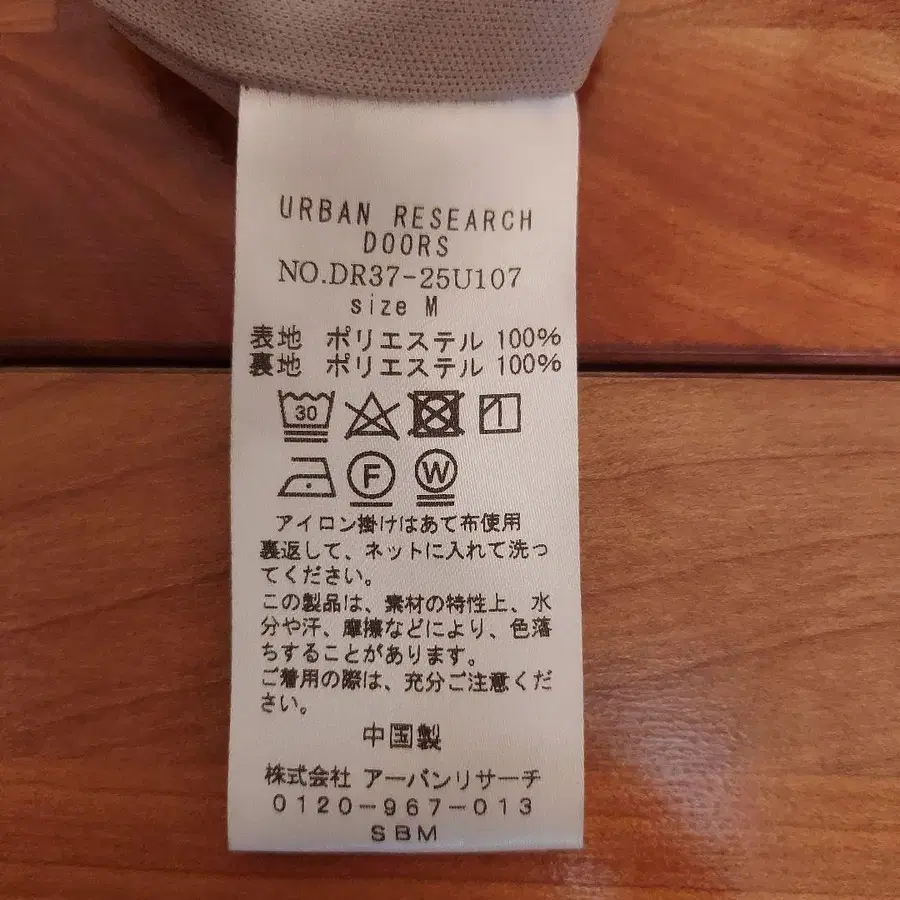 URBAN RESEARCH
DOORS
NO.DR37-25U107
size M
表地 ポリエステル 100%
裏地 ポリエステル 100%
30
F W
アイロン掛けはあて布使用
裏返して、ネットに入れて洗っ
てください。
この製品は、素材の特性上、水
分や汗、摩擦などにより、色落
ちすることがあります。
ご着用の際は、充分ご注意くだ
さい。
中国製
株式会社 アーバンリサーチ
0120-967-013
SBM